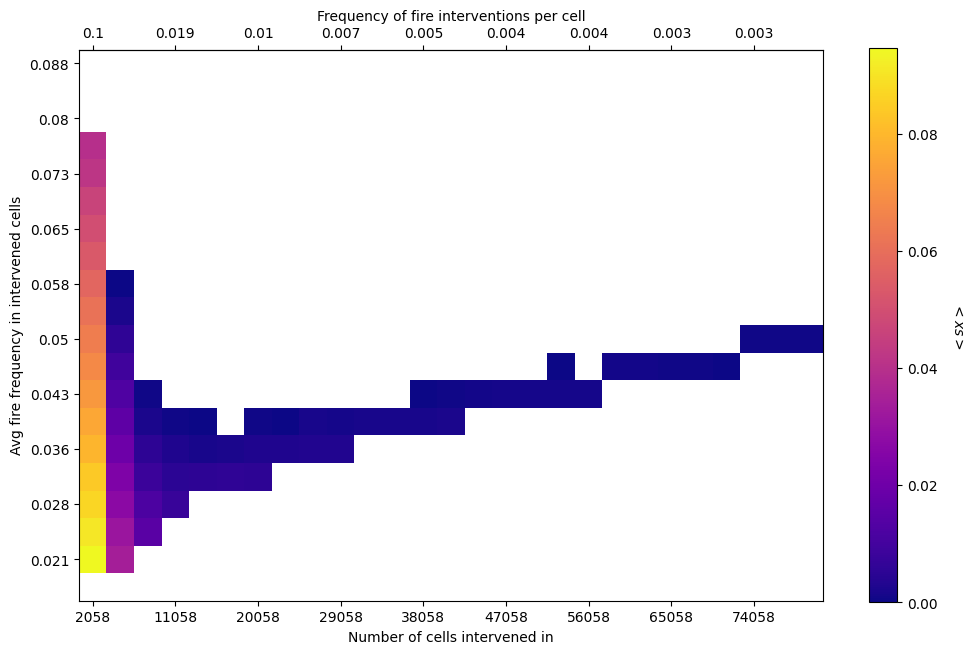 Frequency of fire interventions per cell
0.1 0.019 0.01 0.007 0.005 0.004 0.004 0.003 0.003
0.088
0.08
0.073
0.065
0.058
0.05
0.043
0.036
0.028
0.021
Avg fire frequency in intervened cells
2058 11058 20058 29058 38058 47058 56058 65058 74058
Number of cells intervened in
0.08
0.06
0.04
0.02
0.00
< sx >